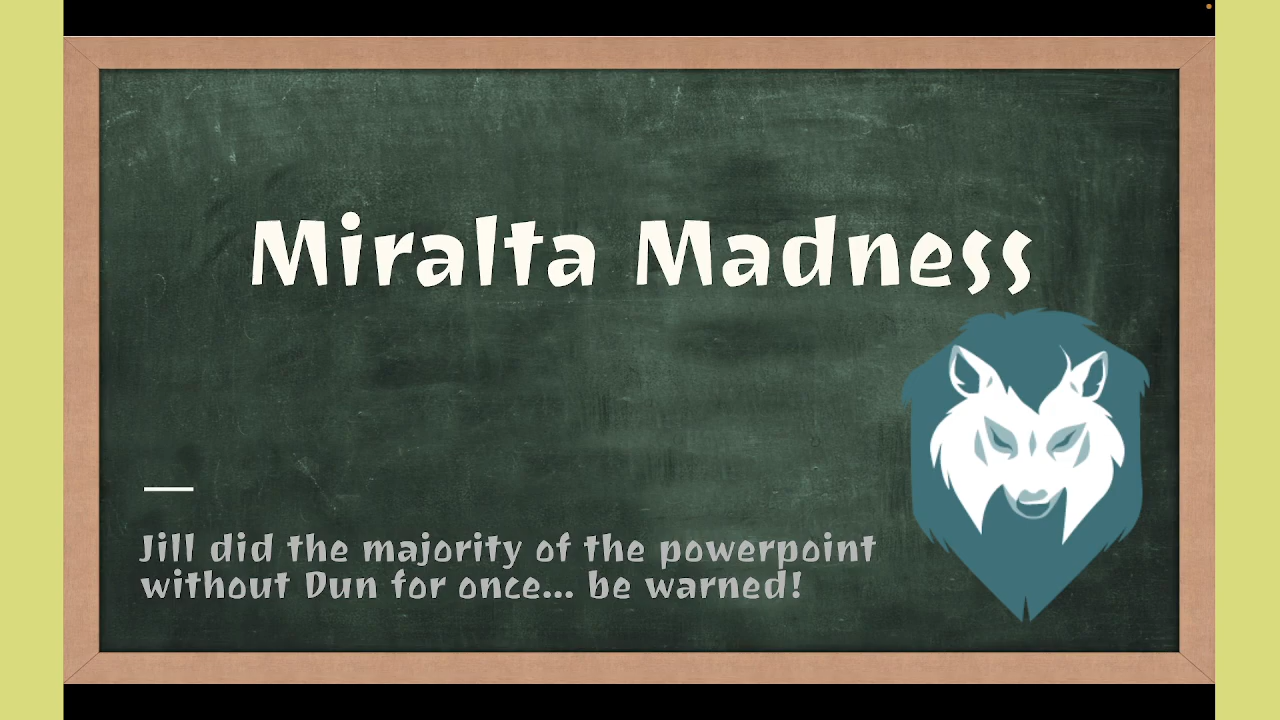 Miralta Madness
Jill did the majority of the powerpoint
without Dun for once... be warned!